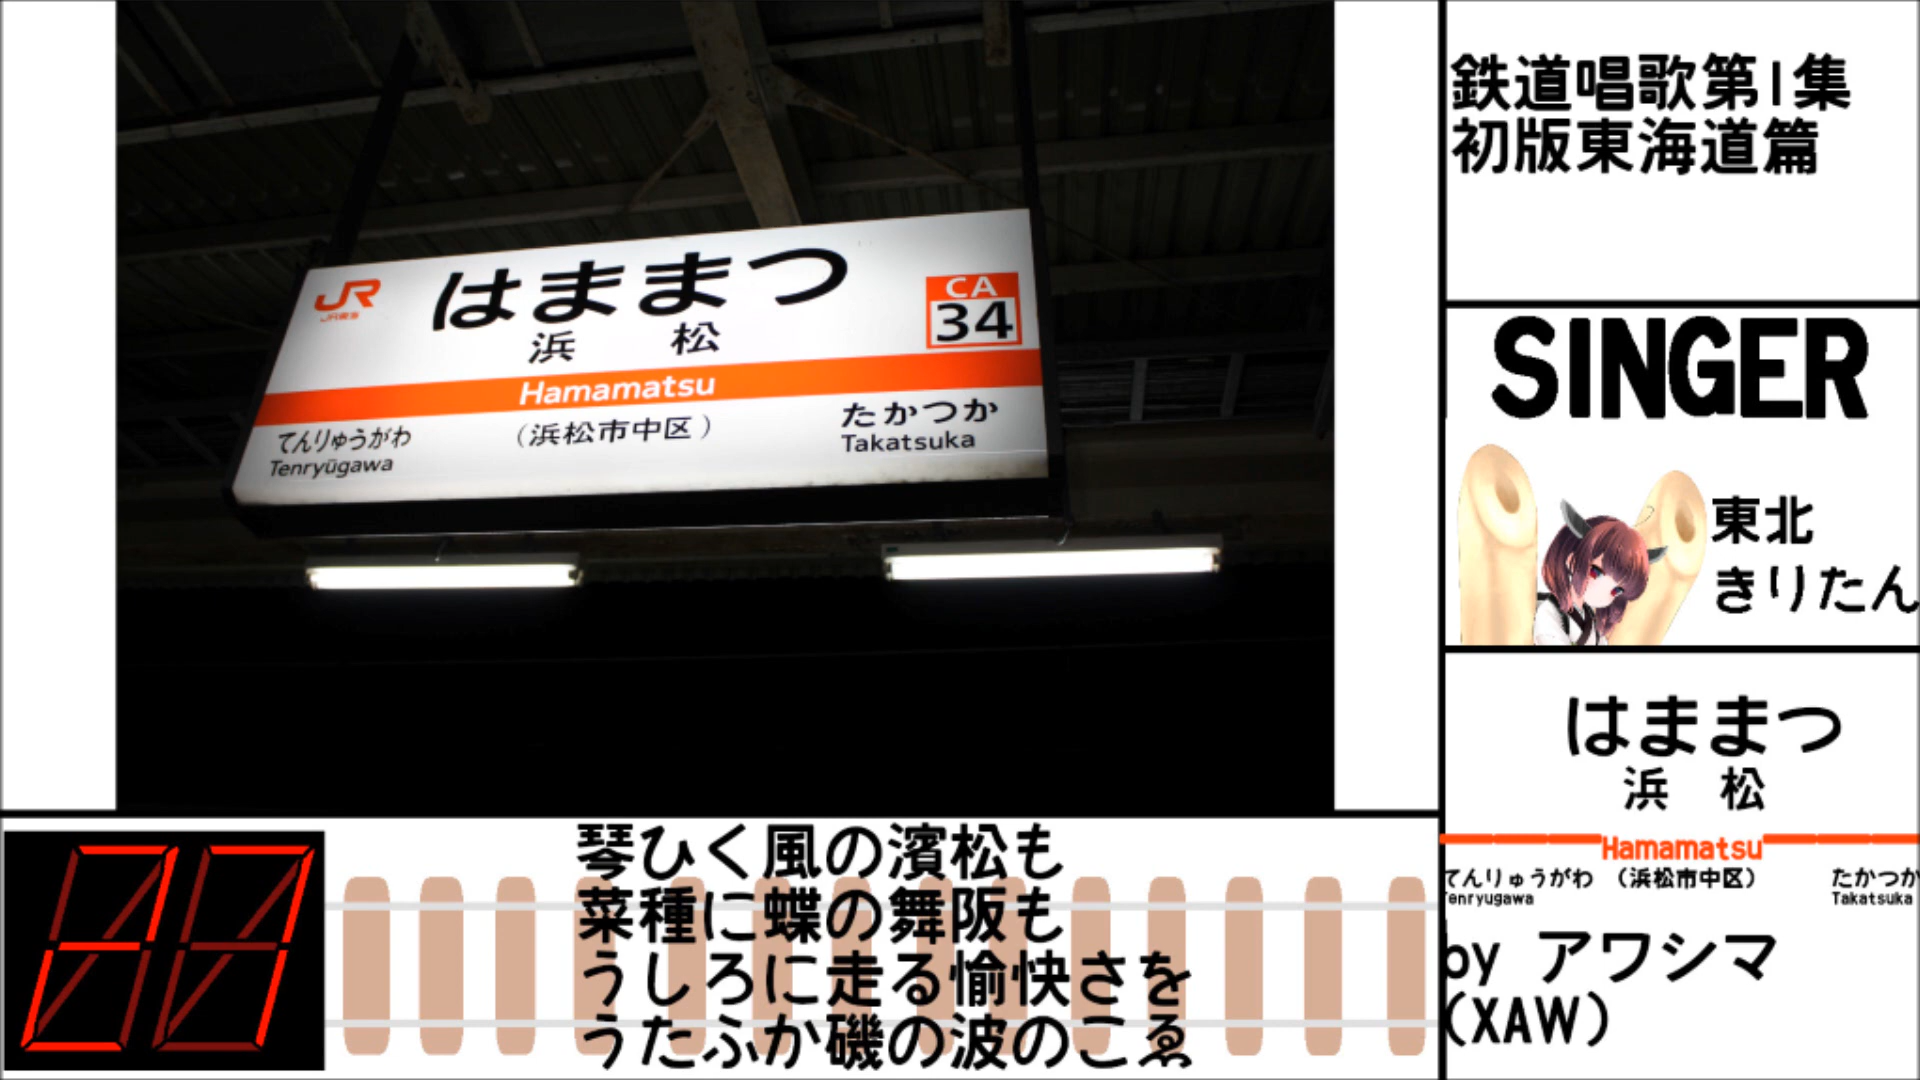 JR
JR東海
はままつ
浜 松
CA
34
Hamamatsu
てんりゅうがわ
Tenryūgawa
（浜松市中区）
たかつか
Takatsuka
鉄道唱歌第1集
初版東海道篇
SINGER
東北
きりたん
はままつ
浜 松
Hamamatsu
てんりゅうがわ
Tenryugawa
（浜松市中区）
たかつか
Takatsuka
by アワシマ
（XAW）
27
琴ひく風の濱松も
菜種に蝶の舞阪も
うしろに走る愉快さを
うたふか磯の波のこゑ